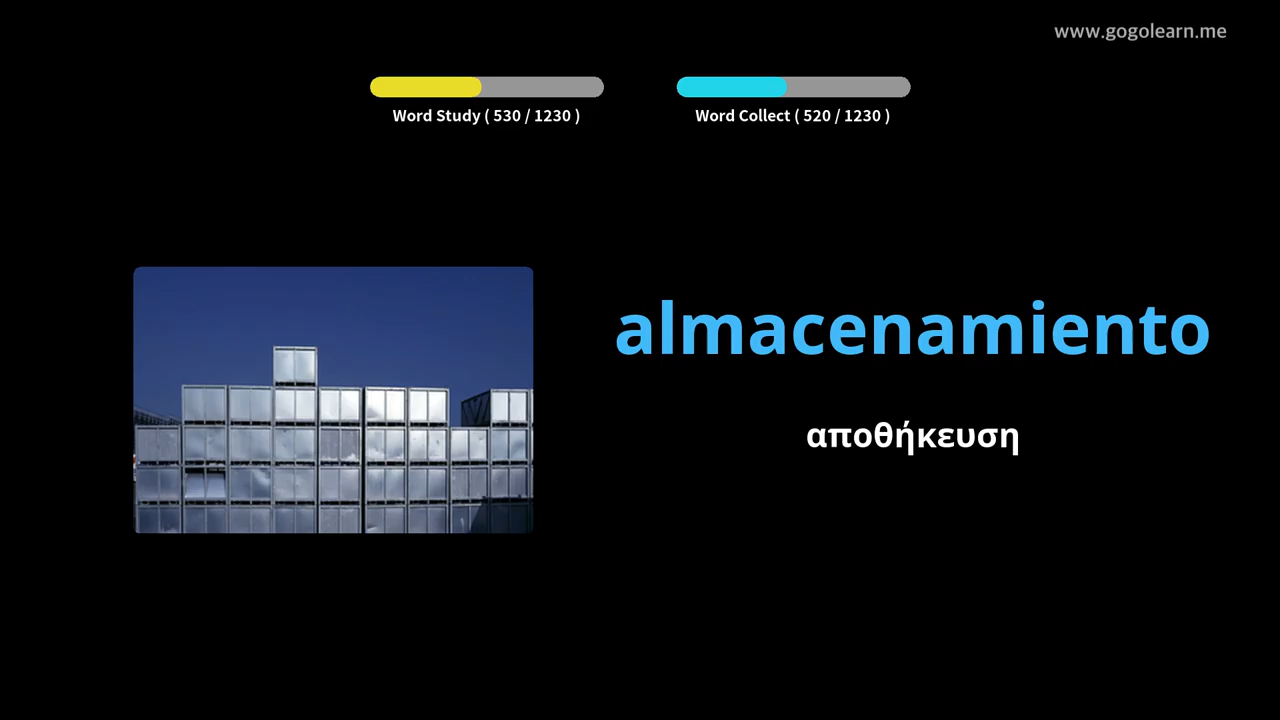 www.gogolearn.me
Word Study ( 530 / 1230 )
Word Collect ( 520 / 1230 )
almacenamiento
αποθήκευση